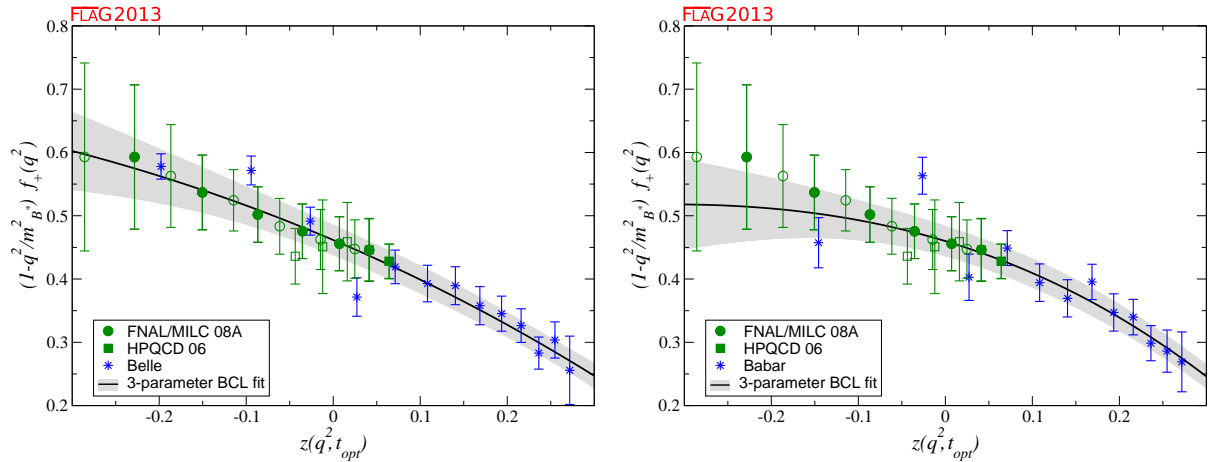 FLAG2013
0.8
0.7
0.6
0.5
0.4
0.3
0.2
(1-q²/m²_B*) f₊(q²)
FNAL/MILC 08A
HPQCD 06
Belle
3-parameter BCL fit
-0.2 -0.1 0 0.1 0.2
z(q², t_opt)
FLAG2013
0.8
0.7
0.6
0.5
0.4
0.3
0.2
(1-q²/m²_B*) f₊(q²)
FNAL/MILC 08A
HPQCD 06
Babar
3-parameter BCL fit
-0.2 -0.1 0 0.1 0.2
z(q², t_opt)